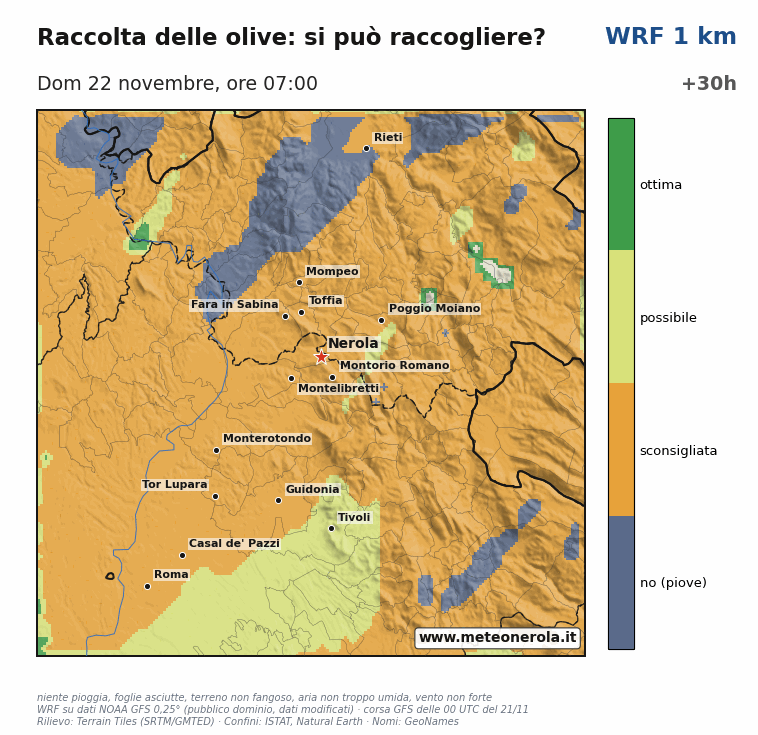 Raccolta delle olive: si può raccogliere?
WRF 1 km
Dom 22 novembre, ore 07:00
+30h
Rieti
ottima
Mompeo
Fara in Sabina
Toffia
Poggio Moiano
possibile
Nerola
Montorio Romano
Montelibretti
Monterotondo
sconsigliata
Tor Lupara
Guidonia
Tivoli
Casal de' Pazzi
Roma
no (piove)
www.meteonerola.it
niente pioggia, foglie asciutte, terreno non fangoso, aria non troppo umida, vento non forte
WRF su dati NOAA GFS 0,25° (pubblico dominio, dati modificati) · corsa GFS delle 00 UTC del 21/11
Rilievo: Terrain Tiles (SRTM/GMTED) · Confini: ISTAT, Natural Earth · Nomi: GeoNames